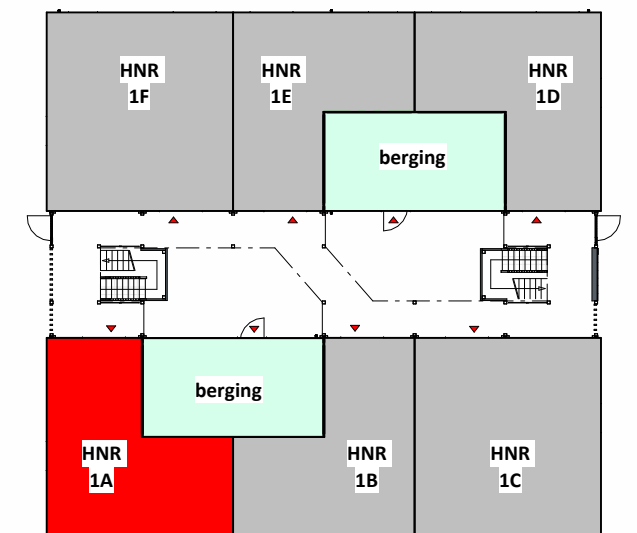 HNR
1F
HNR
1E
HNR
1D
berging
berging
HNR
1A
HNR
1B
HNR
1C